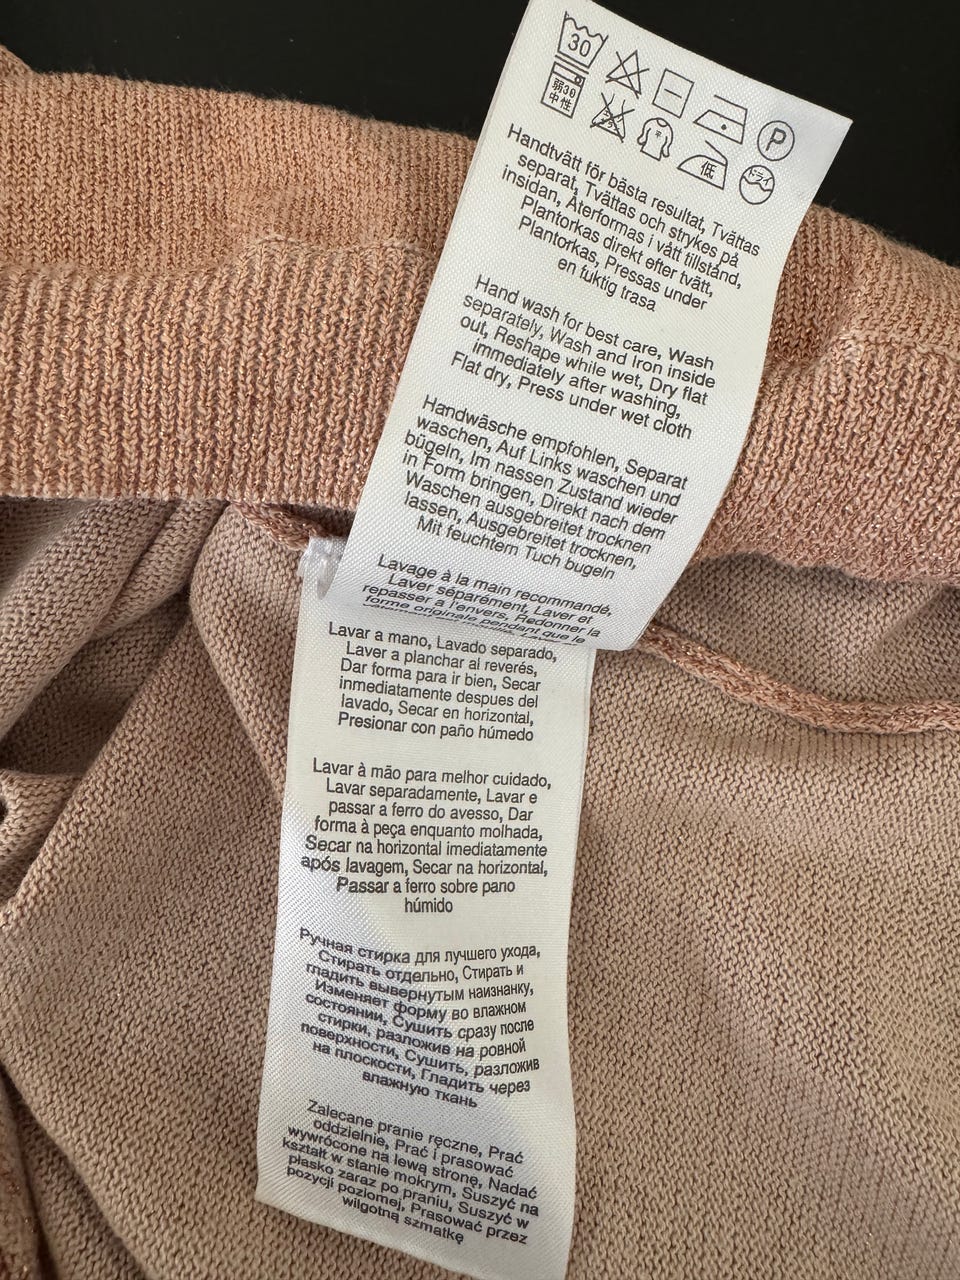 30
P
弱30
中性
低
ドライ
Handtvätt för bästa resultat, Tvättas
separat, Tvättas och strykes på
insidan, Återformas i vått tillstånd,
Plantorkas direkt efter tvätt,
Plantorkas, Pressas under
en fuktig trasa
Hand wash for best care, Wash
separately, Wash and Iron inside
out, Reshape while wet, Dry flat
immediately after washing,
Flat dry, Press under wet cloth
Handwäsche empfohlen, Separat
waschen, Auf Links waschen und
bügeln, Im nassen Zustand wieder
in Form bringen, Direkt nach dem
Waschen ausgebreitet trocknen
lassen, Ausgebreitet trocknen,
Mit feuchtem Tuch bugeln
Lavage à la main recommandé,
Laver séparément, Laver et
repasser a l'envers, Redonner la
forme originale pendant que le
Lavar a mano, Lavado separado,
Laver a planchar al reverés,
Dar forma para ir bien, Secar
inmediatamente despues del
lavado, Secar en horizontal,
Presionar con paño húmedo
Lavar à mão para melhor cuidado,
Lavar separadamente, Lavar e
passar a ferro do avesso, Dar
forma à peça enquanto molhada,
Secar na horizontal imediatamente
após lavagem, Secar na horizontal,
Passar a ferro sobre pano
húmido
Ручная стирка для лучшего ухода,
Стирать отдельно, Стирать и
гладить вывернутым наизнанку,
Изменяет форму во влажном
состоянии, Сушить сразу после
стирки, разложив на ровной
поверхности, Сушить, разложив
на плоскости, Гладить через
влажную ткань
Zalecane pranie ręczne, Prać
oddzielnie, Prać i prasować
wywrócone na lewą stronę, Nadać
kształt w stanie mokrym, Suszyć na
płasko zaraz po praniu, Suszyć w
pozycji poziomej, Prasować przez
wilgotną szmatkę